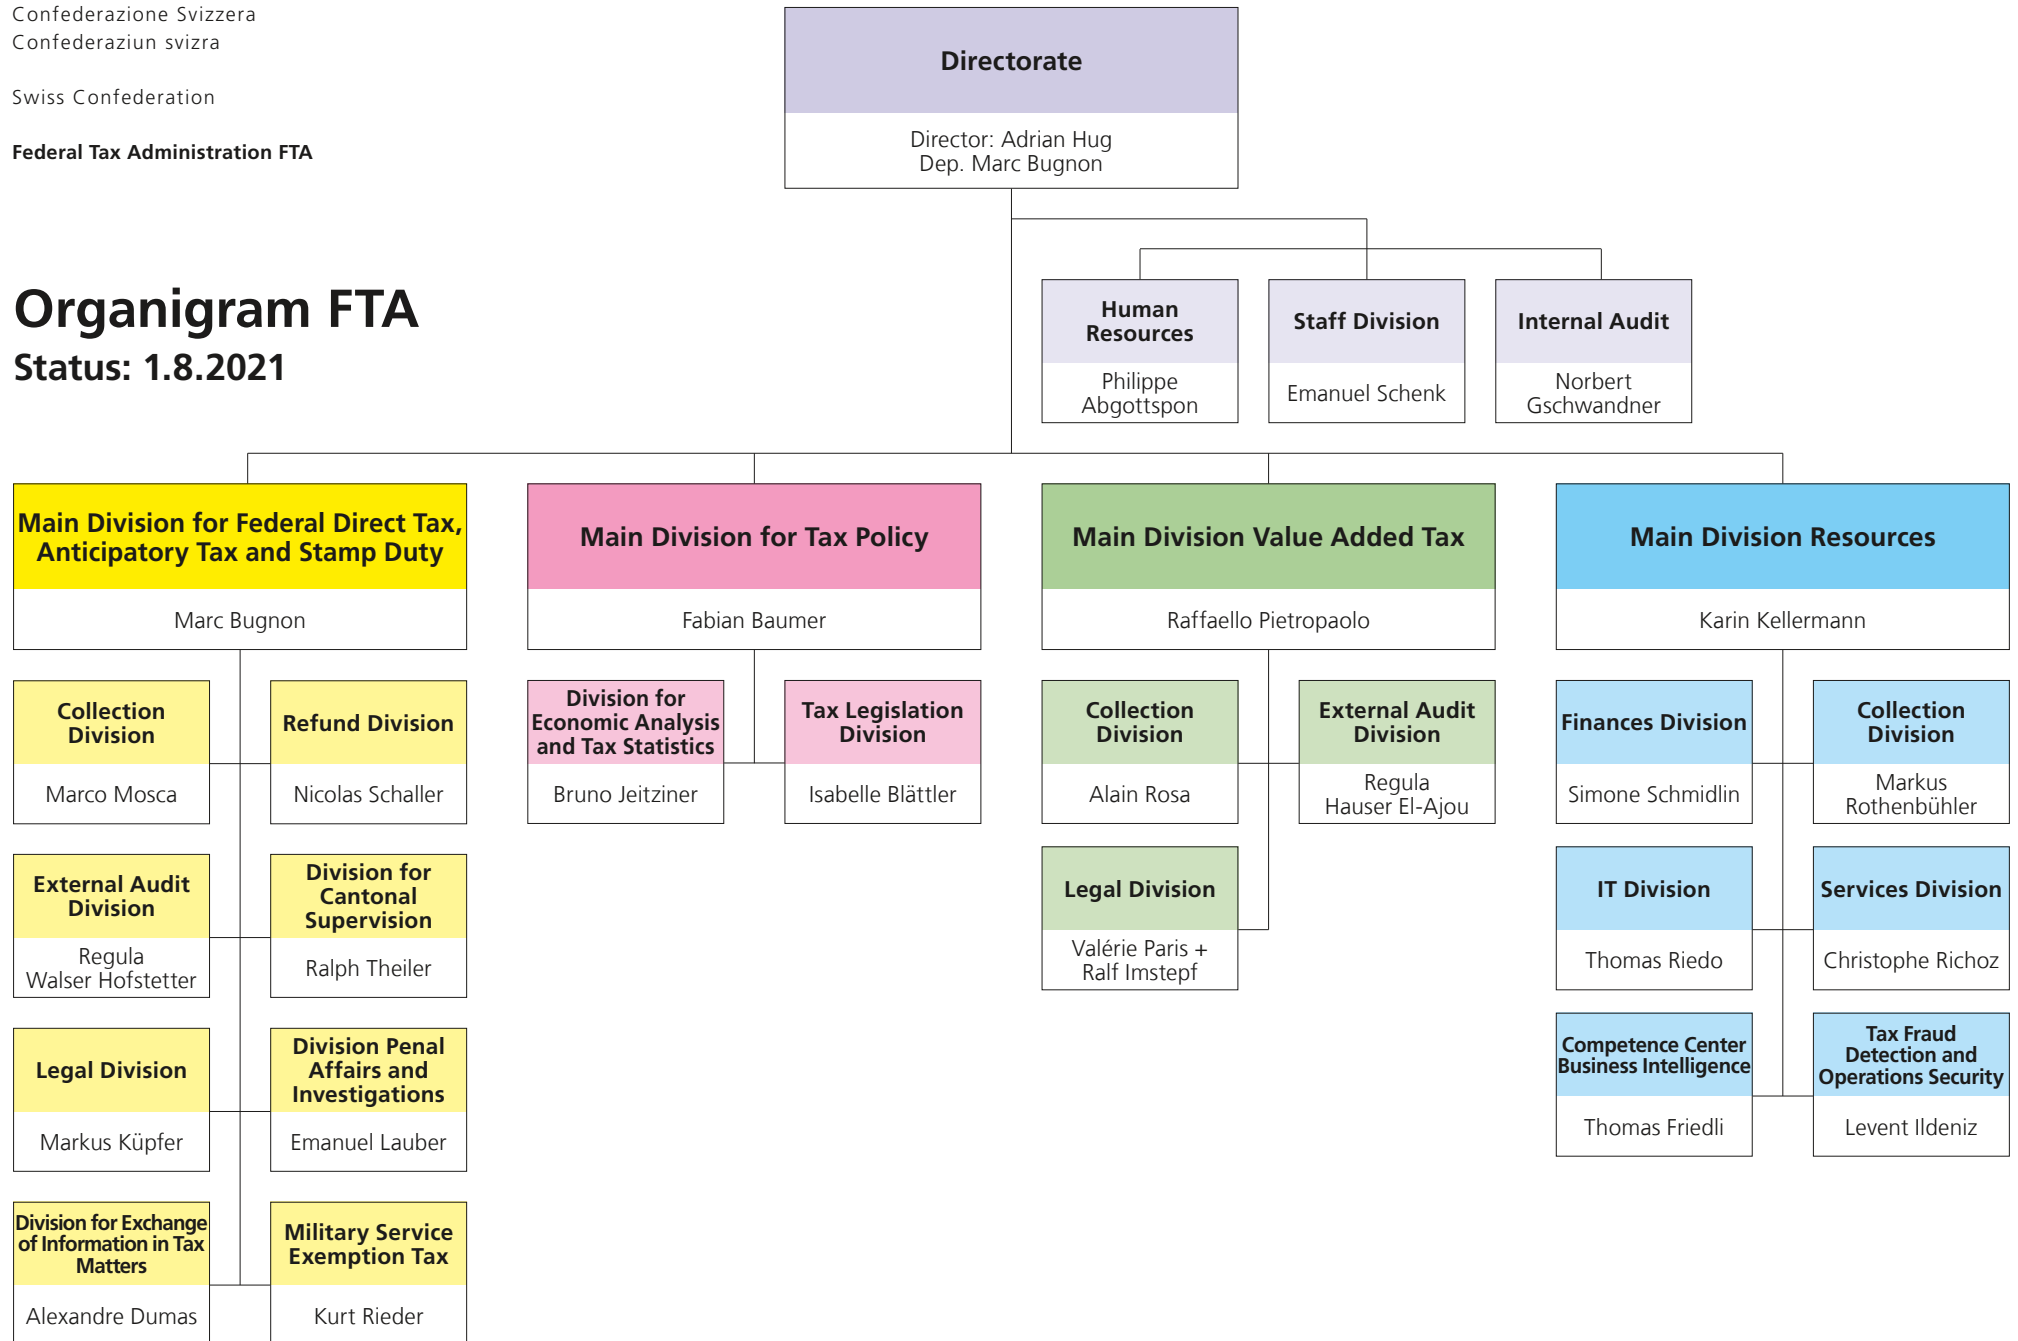 Confederazione Svizzera
Confederaziun svizra
Swiss Confederation
Federal Tax Administration FTA
Directorate
Director: Adrian Hug
Dep. Marc Bugnon
Organigram FTA
Status: 1.8.2021
Human
Resources
Philippe
Abgottspon
Staff Division
Emanuel Schenk
Internal Audit
Norbert
Gschwandner
Main Division for Federal Direct Tax,
Anticipatory Tax and Stamp Duty
Marc Bugnon
Main Division for Tax Policy
Fabian Baumer
Main Division Value Added Tax
Raffaello Pietropaolo
Main Division Resources
Karin Kellermann
Collection
Division
Marco Mosca
Refund Division
Nicolas Schaller
External Audit
Division
Regula
Walser Hofstetter
Division for
Cantonal
Supervision
Ralph Theiler
Legal Division
Markus Küpfer
Division Penal
Affairs and
Investigations
Emanuel Lauber
Division for Exchange
of Information in Tax
Matters
Alexandre Dumas
Military Service
Exemption Tax
Kurt Rieder
Division for
Economic Analysis
and Tax Statistics
Bruno Jeitziner
Tax Legislation
Division
Isabelle Blättler
Collection
Division
Alain Rosa
External Audit
Division
Regula
Hauser El-Ajou
Legal Division
Valérie Paris +
Ralf Imstepf
Finances Division
Simone Schmidlin
Collection
Division
Markus
Rothenbühler
IT Division
Thomas Riedo
Services Division
Christophe Richoz
Competence Center
Business Intelligence
Thomas Friedli
Tax Fraud
Detection and
Operations Security
Levent Ildeniz